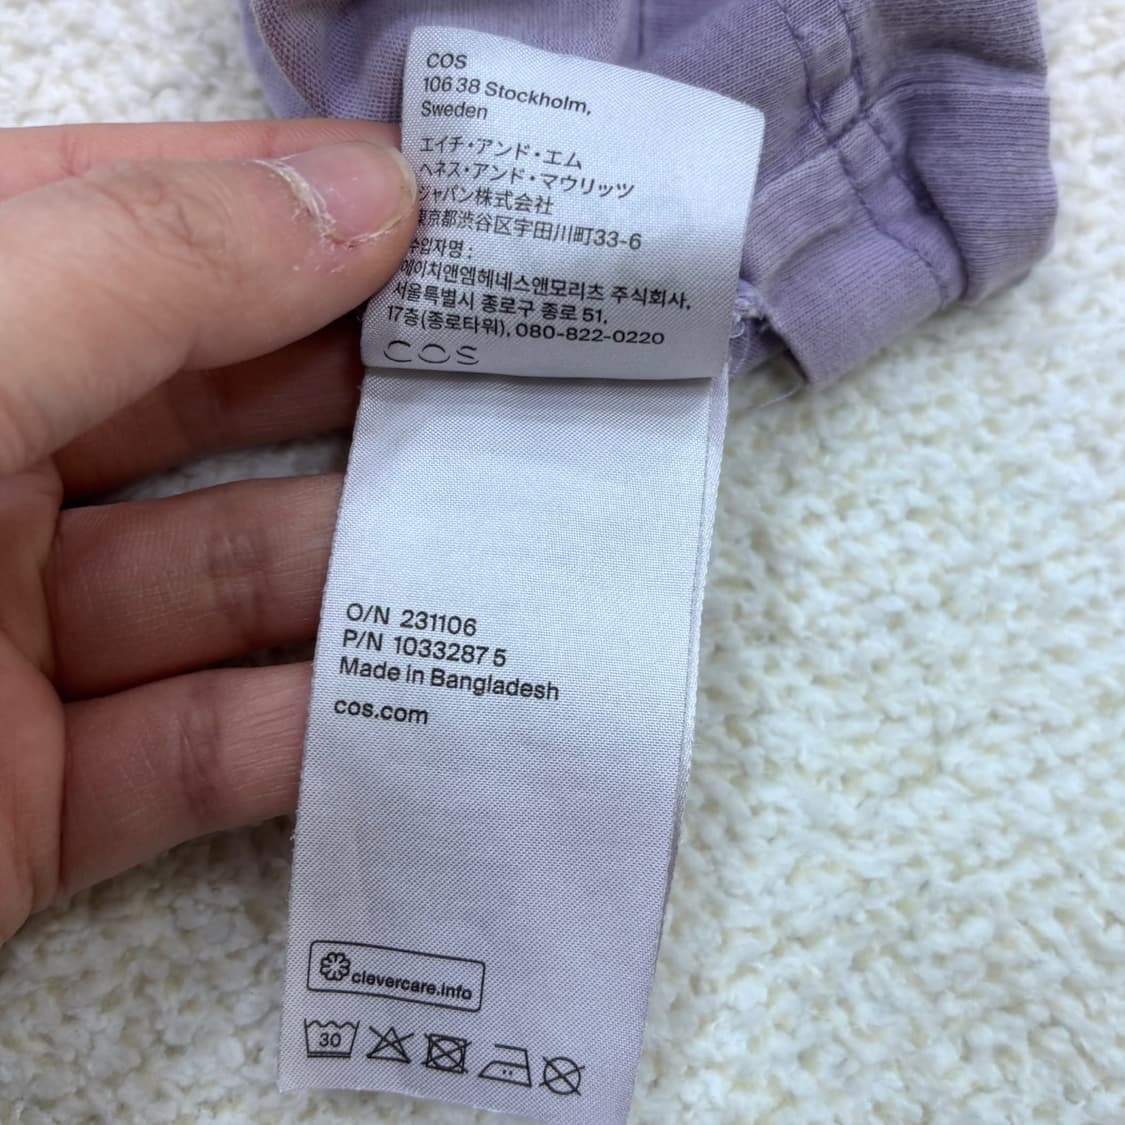 COS
106 38 Stockholm,
Sweden
エイチ・アンド・エム
ヘネス・アンド・マウリッツ
ジャパン株式会社
東京都渋谷区宇田川町33-6
수입자명 :
에이치앤엠헤네스앤모리츠 주식회사,
서울특별시 종로구 종로 51,
17층(종로타워), 080-822-0220
COS
O/N 231106
P/N 1033287 5
Made in Bangladesh
cos.com
clevercare.info
30